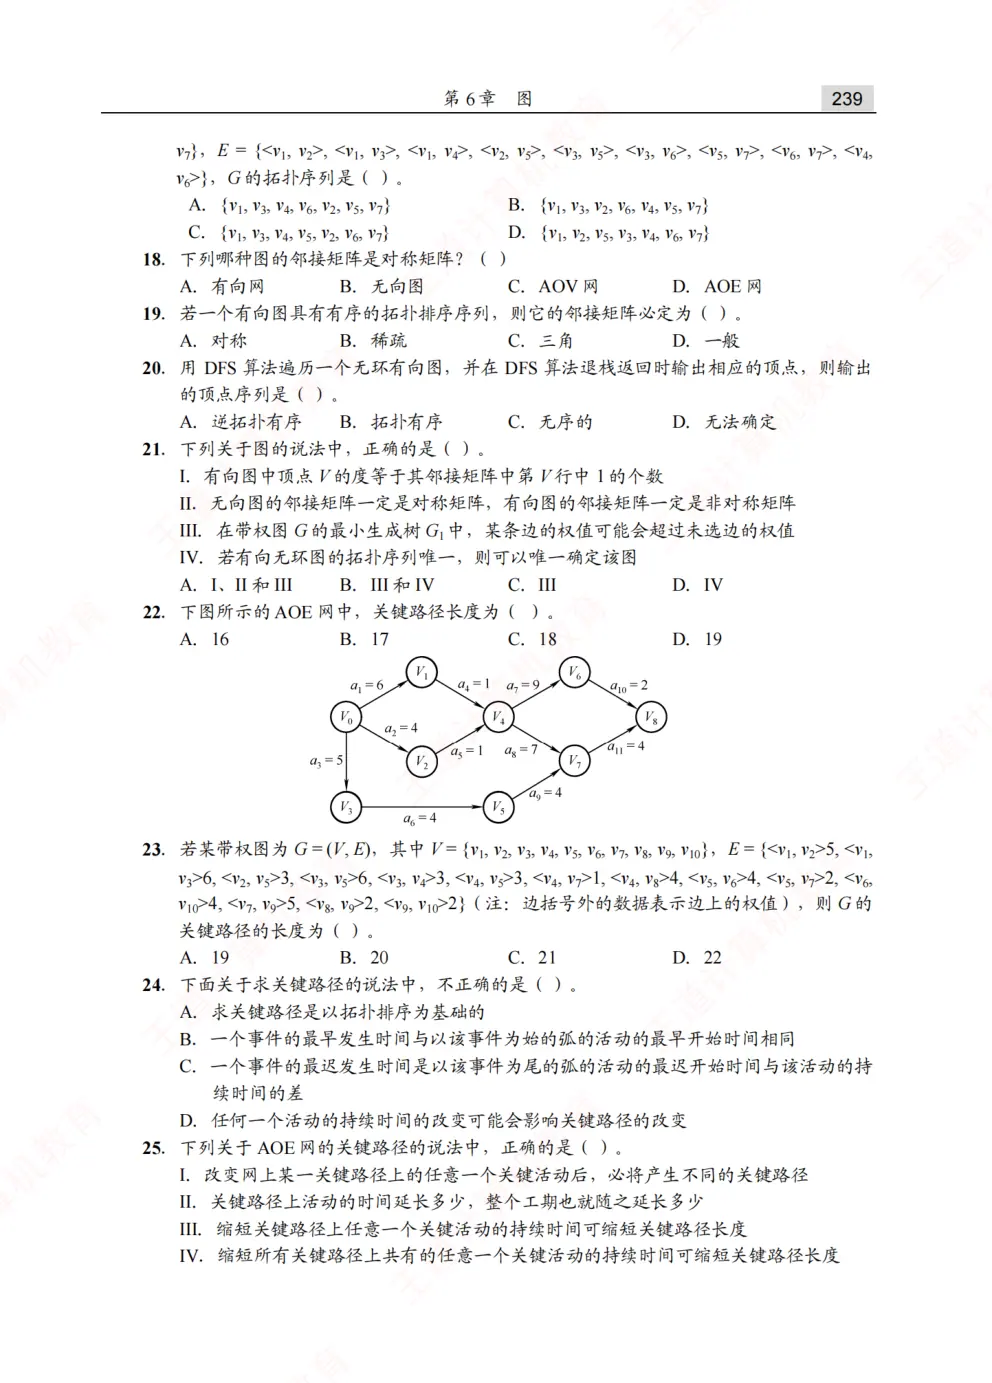 第 6 章 图 239
v7}，E = {<v1, v2>, <v1, v3>, <v1, v4>, <v2, v5>, <v3, v5>, <v3, v6>, <v5, v7>, <v6, v7>, <v4,
v6>}，G 的拓扑序列是（ ）。
A. {v1, v3, v4, v6, v2, v5, v7} B. {v1, v3, v2, v6, v4, v5, v7}
C. {v1, v3, v4, v5, v2, v6, v7} D. {v1, v2, v5, v3, v4, v6, v7}
18. 下列哪种图的邻接矩阵是对称矩阵？（ ）
A. 有向网 B. 无向图 C. AOV 网 D. AOE 网
19. 若一个有向图具有有序的拓扑排序序列，则它的邻接矩阵必定为（ ）。
A. 对称 B. 稀疏 C. 三角 D. 一般
20. 用 DFS 算法遍历一个无环有向图，并在 DFS 算法退栈返回时输出相应的顶点，则输出
的顶点序列是（ ）。
A. 逆拓扑有序 B. 拓扑有序 C. 无序的 D. 无法确定
21. 下列关于图的说法中，正确的是（ ）。
I. 有向图中顶点 V 的度等于其邻接矩阵中第 V 行中 1 的个数
II. 无向图的邻接矩阵一定是对称矩阵，有向图的邻接矩阵一定是非对称矩阵
III. 在带权图 G 的最小生成树 G1 中，某条边的权值可能会超过未选边的权值
IV. 若有向无环图的拓扑序列唯一，则可以唯一确定该图
A. I、II 和 III B. III 和 IV C. III D. IV
22. 下图所示的 AOE 网中，关键路径长度为（ ）。
A. 16 B. 17 C. 18 D. 19
V1 V6
a1 = 6 a4 = 1 a7 = 9 a10 = 2
V0 V4 V8
a2 = 4
a3 = 5 V2 a5 = 1 a8 = 7 V7 a11 = 4
a9 = 4
V3 V5
a6 = 4
23. 若某带权图为 G = (V, E)，其中 V = {v1, v2, v3, v4, v5, v6, v7, v8, v9, v10}，E = {<v1, v2>5, <v1,
v3>6, <v2, v5>3, <v3, v5>6, <v3, v4>3, <v4, v5>3, <v4, v7>1, <v4, v8>4, <v5, v6>4, <v5, v7>2, <v6,
v10>4, <v7, v9>5, <v8, v9>2, <v9, v10>2}（注：边括号外的数据表示边上的权值），则 G 的
关键路径的长度为（ ）。
A. 19 B. 20 C. 21 D. 22
24. 下面关于求关键路径的说法中，不正确的是（ ）。
A. 求关键路径是以拓扑排序为基础的
B. 一个事件的最早发生时间与以该事件为始的弧的活动的最早开始时间相同
C. 一个事件的最迟发生时间是以该事件为尾的弧的活动的最迟开始时间与该活动的持
续时间的差
D. 任何一个活动的持续时间的改变可能会影响关键路径的改变
25. 下列关于 AOE 网的关键路径的说法中，正确的是（ ）。
I. 改变网上某一关键路径上的任意一个关键活动后，必将产生不同的关键路径
II. 关键路径上活动的时间延长多少，整个工期也就随之延长多少
III. 缩短关键路径上任意一个关键活动的持续时间可缩短关键路径长度
IV. 缩短所有关键路径上共有的任意一个关键活动的持续时间可缩短关键路径长度